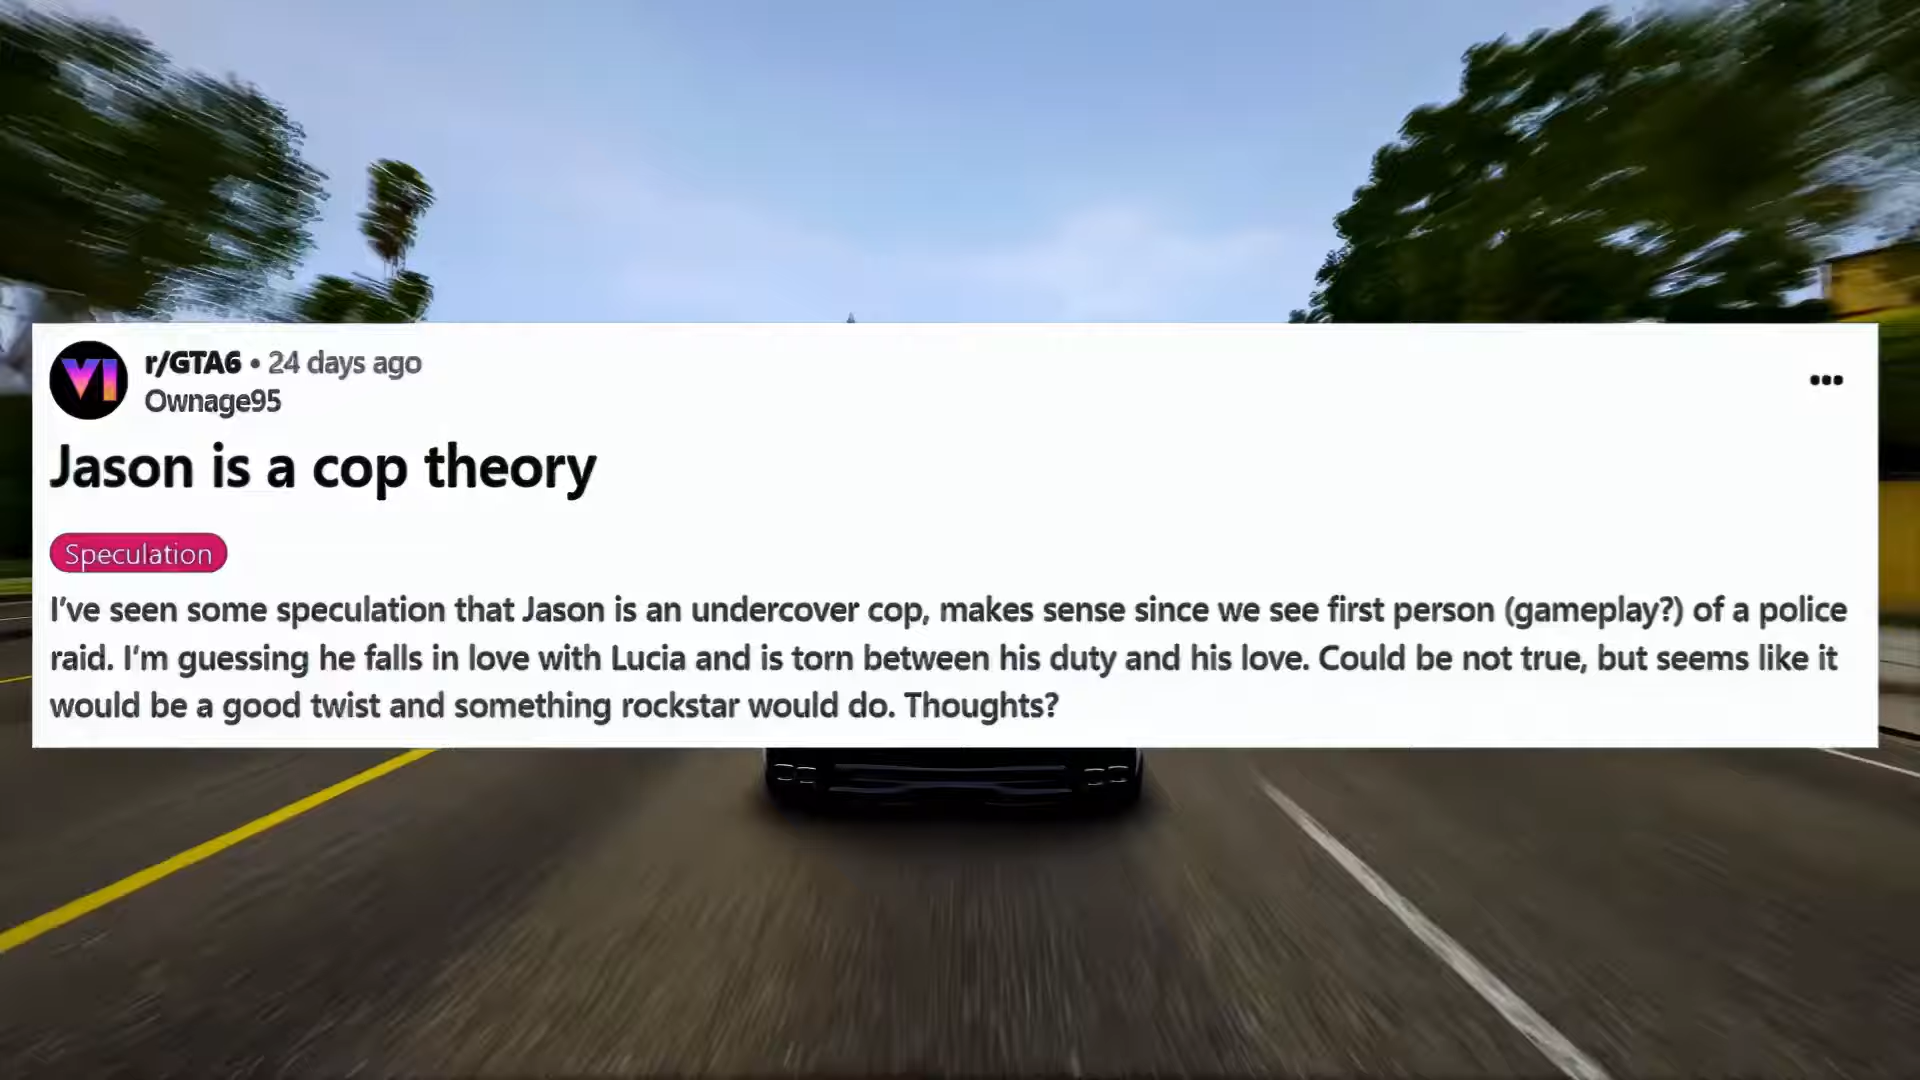 VI
r/GTA6 • 24 days ago
Ownage95
Jason is a cop theory
Speculation
I've seen some speculation that Jason is an undercover cop, makes sense since we see first person (gameplay?) of a police
raid. I'm guessing he falls in love with Lucia and is torn between his duty and his love. Could be not true, but seems like it
would be a good twist and something rockstar would do. Thoughts?